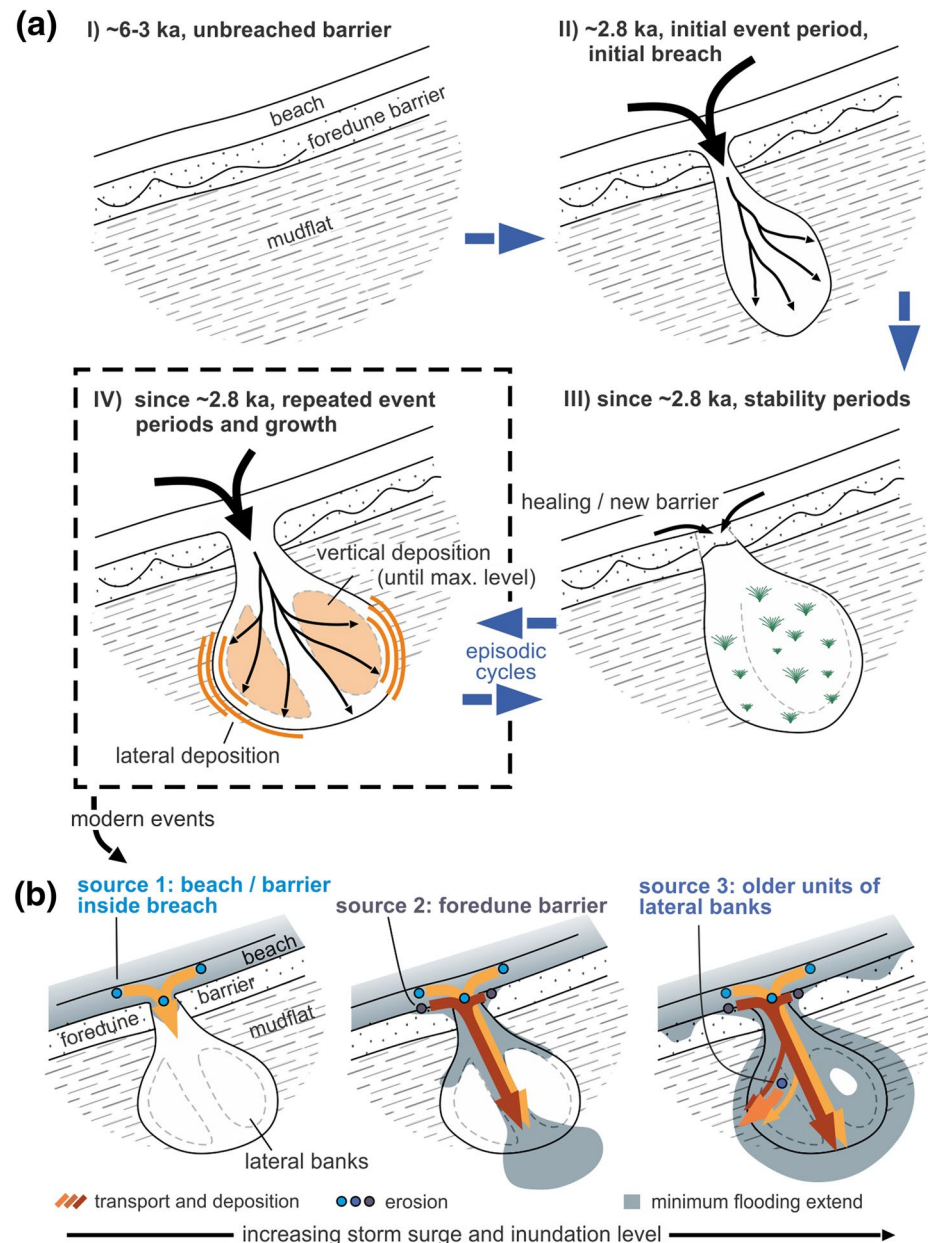 (a)
I) ~6-3 ka, unbreached barrier
beach
foredune barrier
mudflat
II) ~2.8 ka, initial event period,
initial breach
IV) since ~2.8 ka, repeated event
periods and growth
vertical deposition
(until max. level)
lateral deposition
episodic
cycles
III) since ~2.8 ka, stability periods
healing / new barrier
modern events
(b)
source 1: beach / barrier
inside breach
beach
barrier
foredune
mudflat
lateral banks
source 2: foredune barrier
source 3: older units of
lateral banks
transport and deposition
erosion
minimum flooding extend
increasing storm surge and inundation level